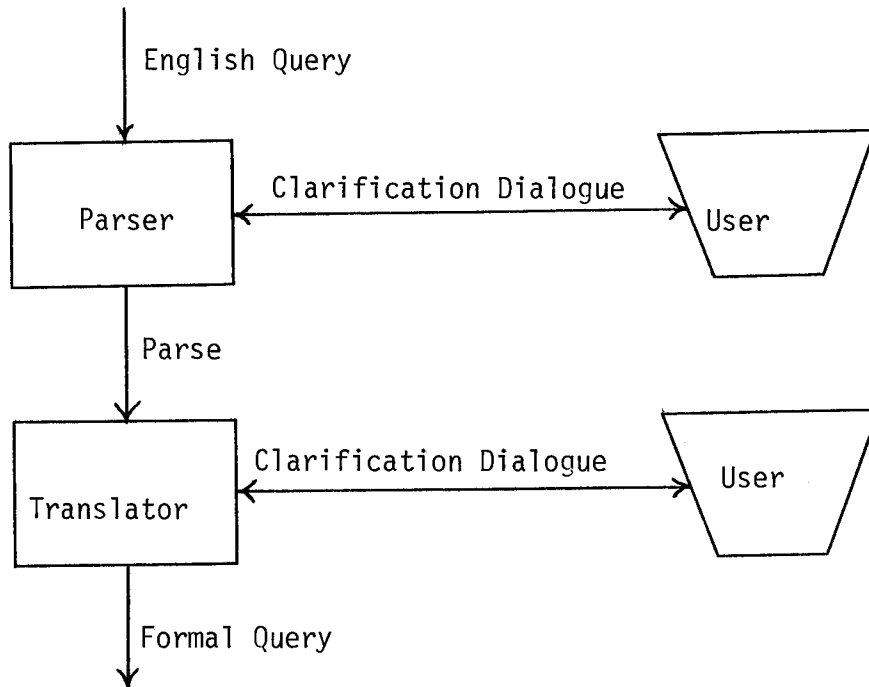 English Query
Clarification Dialogue
Parser
User
Parse
Clarification Dialogue
User
Translator
Formal Query